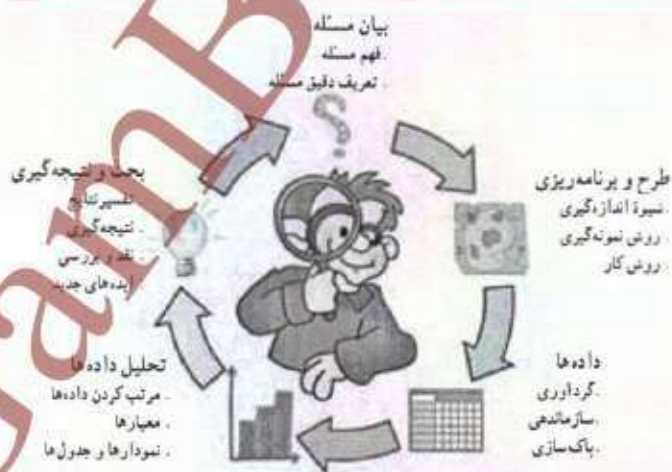 بیان مسئله
. فهم مسئله
. تعریف دقیق مسئله
طرح و برنامه‌ریزی
. شیوهٔ اندازه‌گیری
. روش نمونه‌گیری
. روش کار
داده‌ها
. گردآوری
. سازماندهی
. پاک‌سازی
تحلیل داده‌ها
. مرتب کردن داده‌ها
. معیارها
. نمودارها و جدول‌ها
بحث و نتیجه‌گیری
. تفسیر نتایج
. نتیجه‌گیری
. نقد و بررسی
. ایده‌های جدید
?